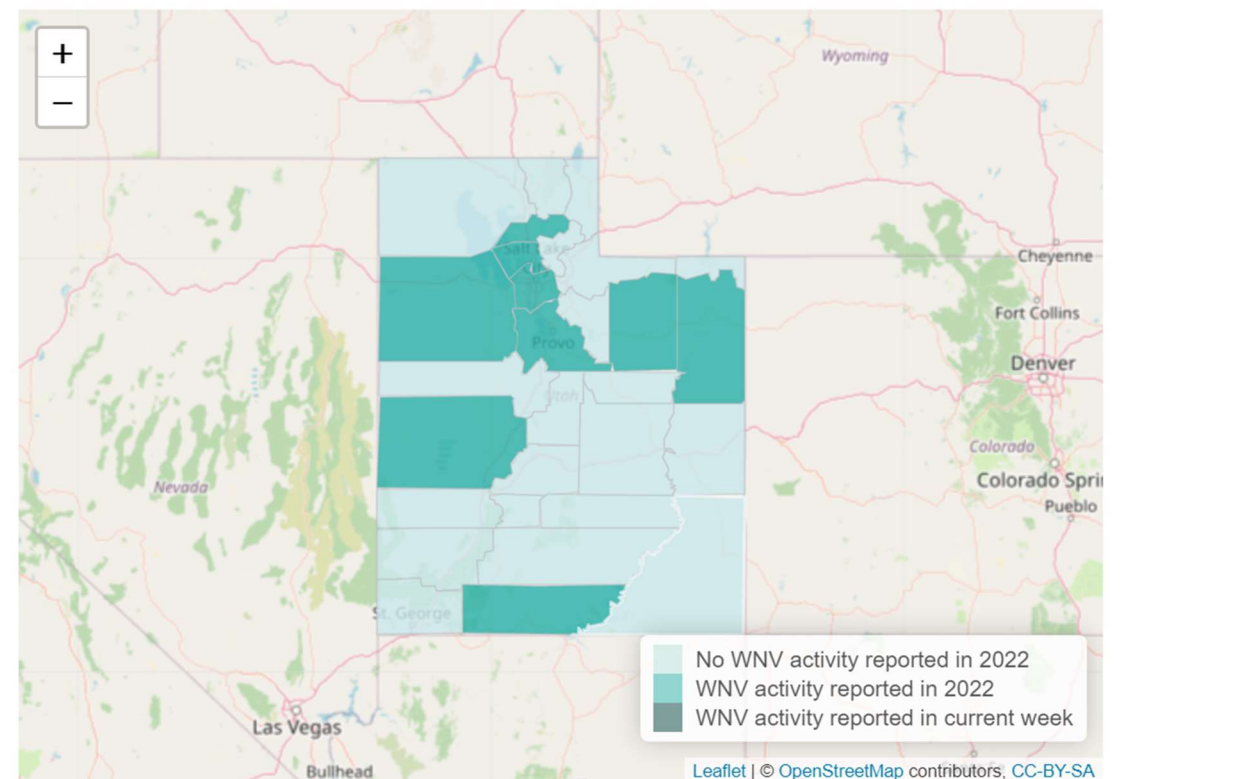 +
−
Wyoming
Salt Lake
Cheyenne
Fort Collins
Provo
Denver
Utah
Colorado
Nevada
Colorado Spri
Pueblo
St. George
No WNV activity reported in 2022
WNV activity reported in 2022
WNV activity reported in current week
Las Vegas
Bullhead
Leaflet | © OpenStreetMap contributors, CC-BY-SA